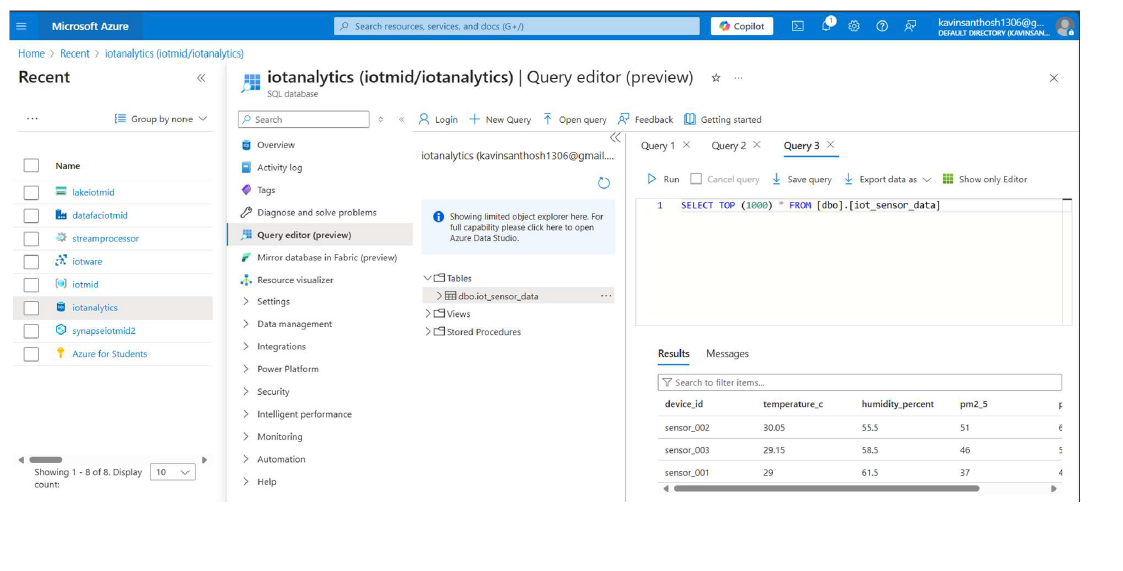 Microsoft Azure
Search resources, services, and docs (G+/)
Copilot
1
kavinsanthosh1306@g...
DEFAULT DIRECTORY (KAVINSAN...
Home > Recent > iotanalytics (iotmid/iotanalytics)
Recent
«
...
Group by none
Name
lakeiotmid
datafaciotmid
streamprocessor
iotware
iotmid
iotanalytics
synapseiotmid2
Azure for Students
Showing 1 - 8 of 8. Display count:
10
iotanalytics (iotmid/iotanalytics) | Query editor (preview)
SQL database
Search
Overview
Activity log
Tags
Diagnose and solve problems
Query editor (preview)
Mirror database in Fabric (preview)
Resource visualizer
Settings
Data management
Integrations
Power Platform
Security
Intelligent performance
Monitoring
Automation
Help
Login
New Query
Open query
Feedback
Getting started
iotanalytics (kavinsanthosh1306@gmail....
Showing limited object explorer here. For
full capability please click here to open
Azure Data Studio.
Tables
dbo.iot_sensor_data
...
Views
Stored Procedures
Query 1
Query 2
Query 3
Run
Cancel query
Save query
Export data as
Show only Editor
1 SELECT TOP (1000) * FROM [dbo].[iot_sensor_data]
Results
Messages
Search to filter items...
device_id temperature_c humidity_percent pm2_5
sensor_002 30.05 55.5 51
sensor_003 29.15 58.5 46
sensor_001 29 61.5 37